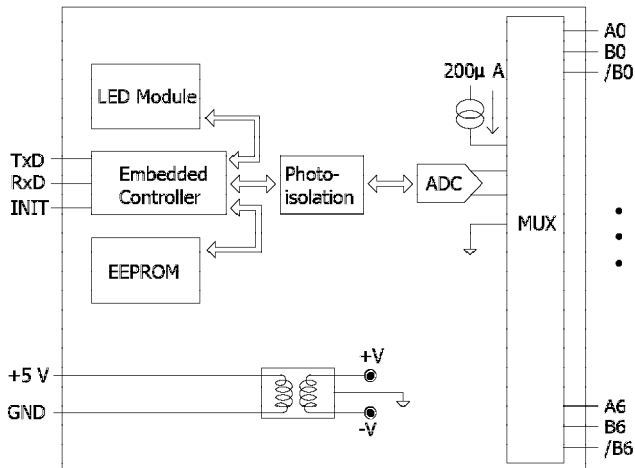 A0
B0
/B0
200μ A
LED Module
TxD
RxD
INIT
Embedded
Controller
Photo-
isolation
ADC
MUX
EEPROM
+5 V
GND
+V
-V
A6
B6
/B6